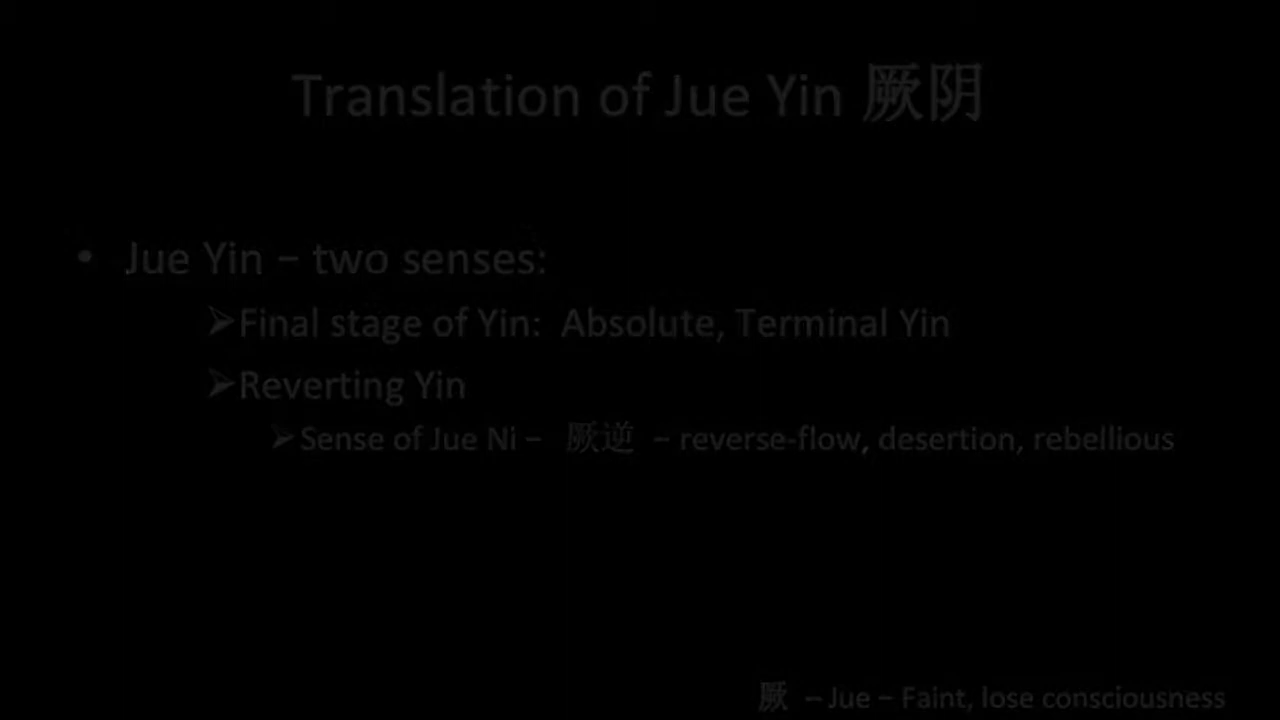 Translation of Jue Yin 厥阴
• Jue Yin – two senses:
➢Final stage of Yin: Absolute, Terminal Yin
➢Reverting Yin
➢Sense of Jue Ni – 厥逆 – reverse-flow, desertion, rebellious
厥 – Jue – Faint, lose consciousness